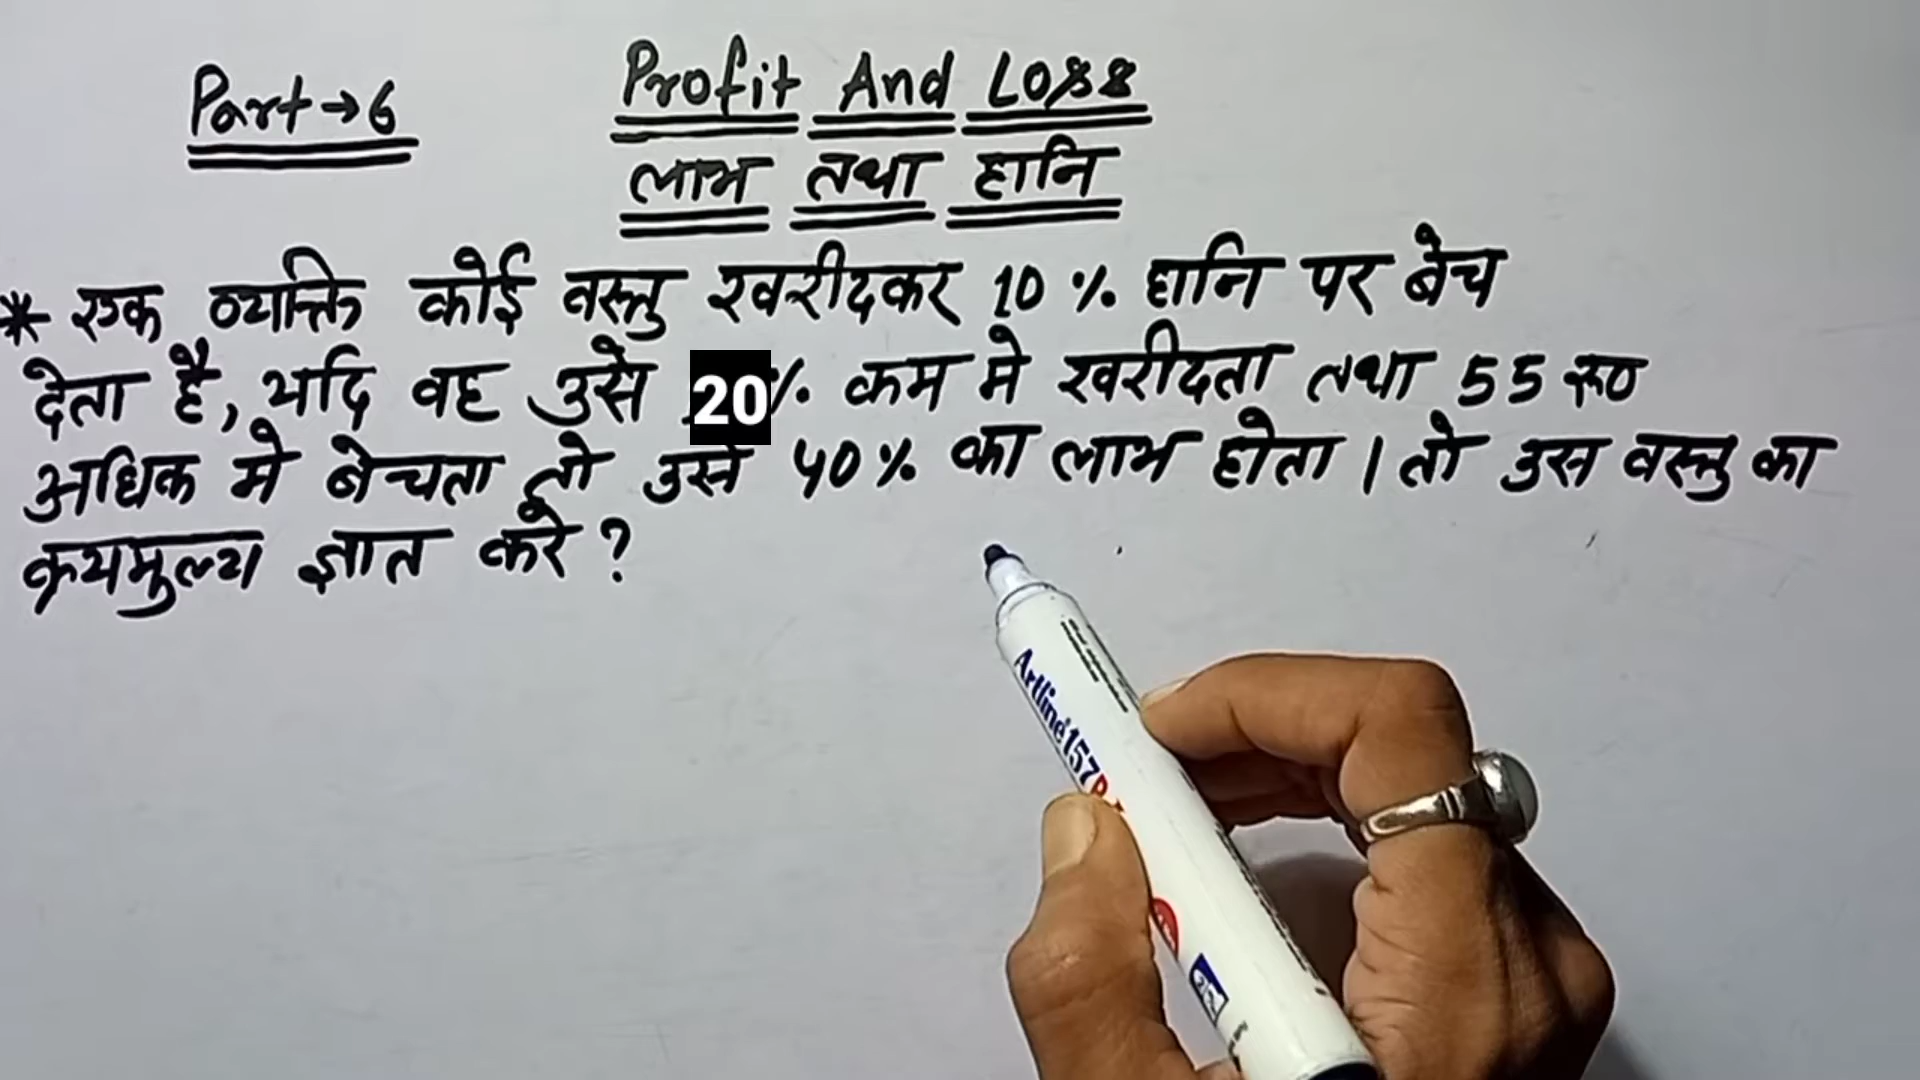 Part→6
Profit And Loss
लाभ तथा हानि
* एक व्यक्ति कोई वस्तु खरीदकर 10% हानि पर बेच
देता है, यदि वह उसे 20% कम मे खरीदता तथा 55 रू०
अधिक मे बेचता तो उसे 40% का लाभ होता । तो उस वस्तु का
क्रयमुल्य ज्ञात करे ?
Artline 157R